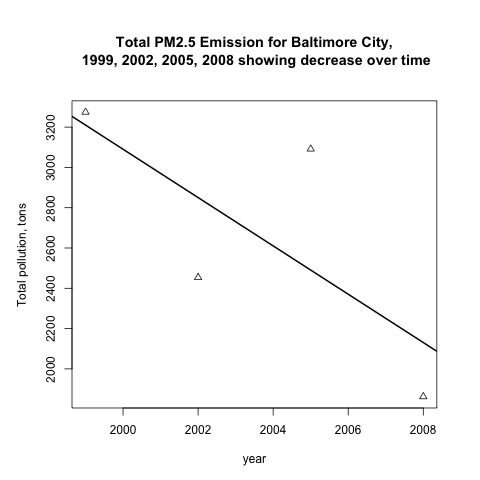 Total PM2.5 Emission for Baltimore City,
1999, 2002, 2005, 2008 showing decrease over time
3200
3000
2800
2600
2400
2200
2000
Total pollution, tons
2000 2002 2004 2006 2008
year